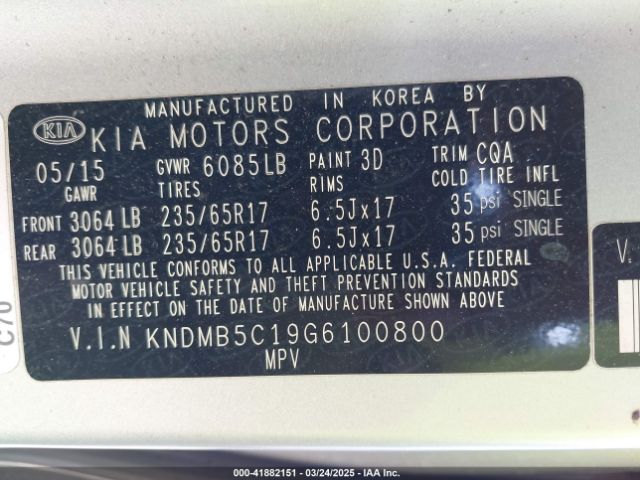 MANUFACTURED IN KOREA BY
KIA KIA MOTORS CORPORATION
05/15 GVWR 6085LB PAINT 3D TRIM CQA
GAWR TIRES RIMS COLD TIRE INFL
FRONT 3064 LB 235/65R17 6.5Jx17 35 psi SINGLE
REAR 3064 LB 235/65R17 6.5Jx17 35 psi SINGLE
THIS VEHICLE CONFORMS TO ALL APPLICABLE U.S.A. FEDERAL
MOTOR VEHICLE SAFETY AND THEFT PREVENTION STANDARDS
IN EFFECT ON THE DATE OF MANUFACTURE SHOWN ABOVE
V.I.N KNDMB5C19G6100800
MPV
C70
V.
000-41882151 - 03/24/2025 - IAA Inc.